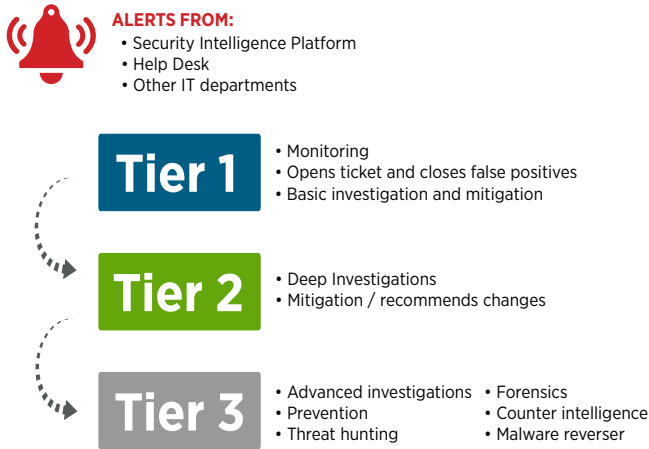 ALERTS FROM:
• Security Intelligence Platform
• Help Desk
• Other IT departments
Tier 1
• Monitoring
• Opens ticket and closes false positives
• Basic investigation and mitigation
Tier 2
• Deep Investigations
• Mitigation / recommends changes
Tier 3
• Advanced investigations
• Prevention
• Threat hunting
• Forensics
• Counter intelligence
• Malware reverser